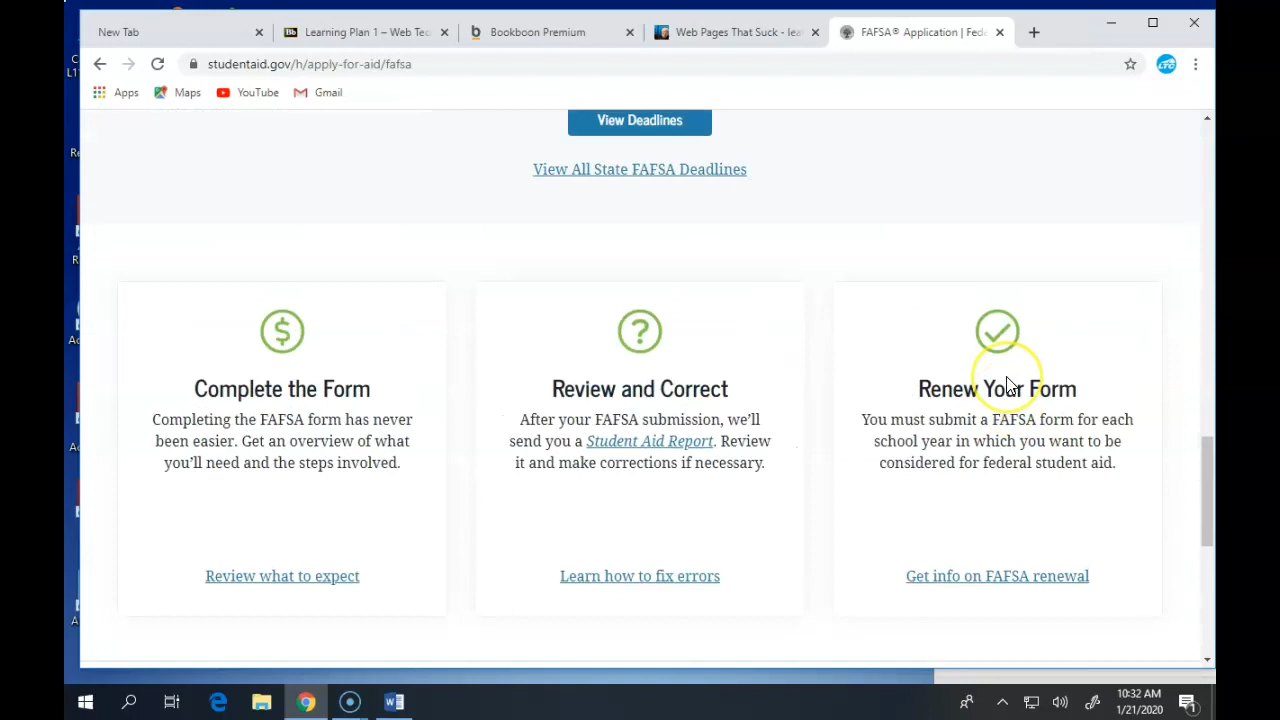 New Tab
Bb Learning Plan 1 – Web Tec
b Bookboon Premium
Web Pages That Suck - lea
FAFSA® Application | Fede
studentaid.gov/h/apply-for-aid/fafsa
LTC
Apps Maps YouTube Gmail
View Deadlines
View All State FAFSA Deadlines
Complete the Form
Completing the FAFSA form has never
been easier. Get an overview of what
you’ll need and the steps involved.
Review what to expect
Review and Correct
After your FAFSA submission, we’ll
send you a Student Aid Report. Review
it and make corrections if necessary.
Learn how to fix errors
Renew Your Form
You must submit a FAFSA form for each
school year in which you want to be
considered for federal student aid.
Get info on FAFSA renewal
10:32 AM
1/21/2020